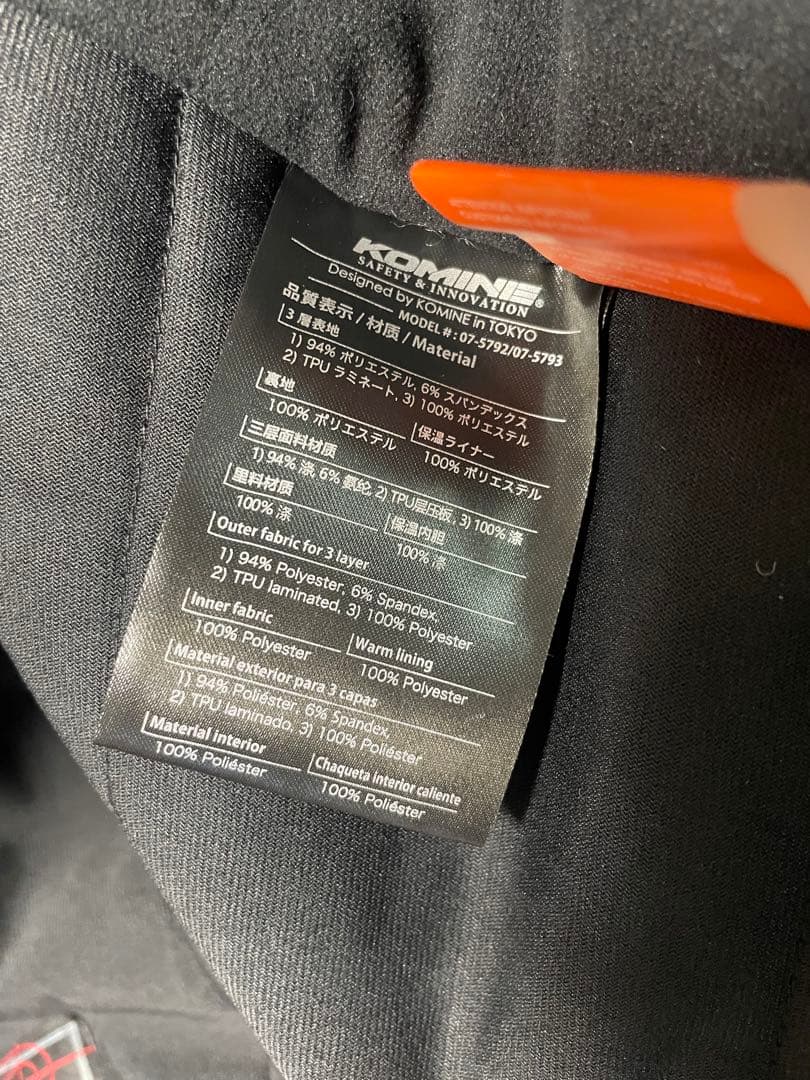 KOMINE®
SAFETY & INNOVATION
Designed by KOMINE in TOKYO
MODEL # : 07-5792/07-5793
品質表示 / 材质 / Material
3 層表地
1) 94% ポリエステル, 6% スパンデックス
2) TPU ラミネート, 3) 100% ポリエステル
裏地
100% ポリエステル
保温ライナー
100% ポリエステル
三层面料材质
1) 94% 涤, 6% 氨纶, 2) TPU层压板, 3) 100% 涤
里料材质
100% 涤
保温内胆
100% 涤
Outer fabric for 3 layer
1) 94% Polyester, 6% Spandex,
2) TPU laminated, 3) 100% Polyester
Inner fabric
100% Polyester
Warm lining
100% Polyester
Material exterior para 3 capas
1) 94% Poliéster, 6% Spandex,
2) TPU laminado, 3) 100% Poliéster
Material interior
100% Poliéster
Chaqueta interior caliente
100% Poliéster